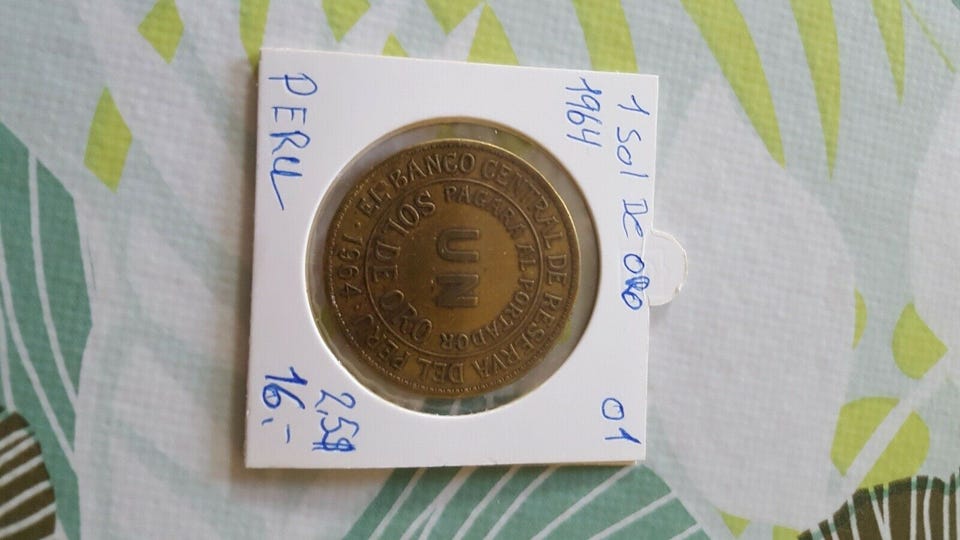 1 SOl DE ORO
1964
01
EL BANCO CENTRAL DE RESERVA DEL PERU · 1964 ·
PAGARA AL PORTADOR
UN
SOL DE ORO
PERU
2,5$
16.-